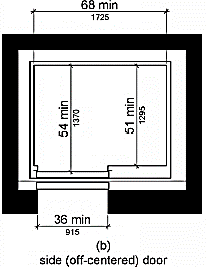 68 min
1725
54 min
1370
51 min
1295
36 min
915
(b)
side (off-centered) door